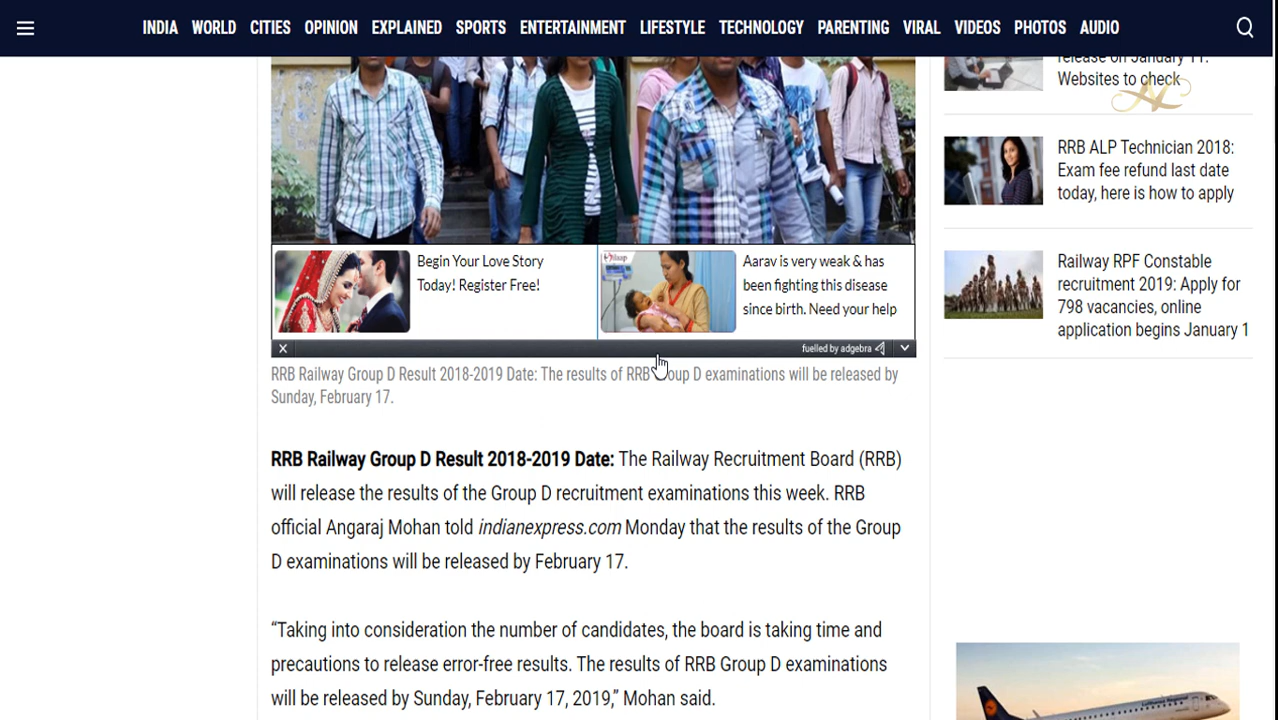 INDIA WORLD CITIES OPINION EXPLAINED SPORTS ENTERTAINMENT LIFESTYLE TECHNOLOGY PARENTING VIRAL VIDEOS PHOTOS AUDIO
release on January 11.
Websites to check
RRB ALP Technician 2018:
Exam fee refund last date
today, here is how to apply
Railway RPF Constable
recruitment 2019: Apply for
798 vacancies, online
application begins January 1
Begin Your Love Story
Today! Register Free!
Aarav is very weak & has
been fighting this disease
since birth. Need your help
fuelled by adgebra
RRB Railway Group D Result 2018-2019 Date: The results of RRB Group D examinations will be released by
Sunday, February 17.
RRB Railway Group D Result 2018-2019 Date: The Railway Recruitment Board (RRB)
will release the results of the Group D recruitment examinations this week. RRB
official Angaraj Mohan told indianexpress.com Monday that the results of the Group
D examinations will be released by February 17.
“Taking into consideration the number of candidates, the board is taking time and
precautions to release error-free results. The results of RRB Group D examinations
will be released by Sunday, February 17, 2019,” Mohan said.